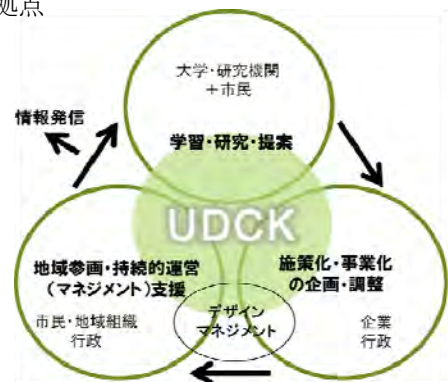 拠点
大学・研究機関
＋市民
情報発信
学習・研究・提案
UDCK
地域参画・持続的運営
（マネジメント）支援
施策化・事業化
の企画・調整
デザイン
マネジメント
市民・地域組織
行政
企業
行政